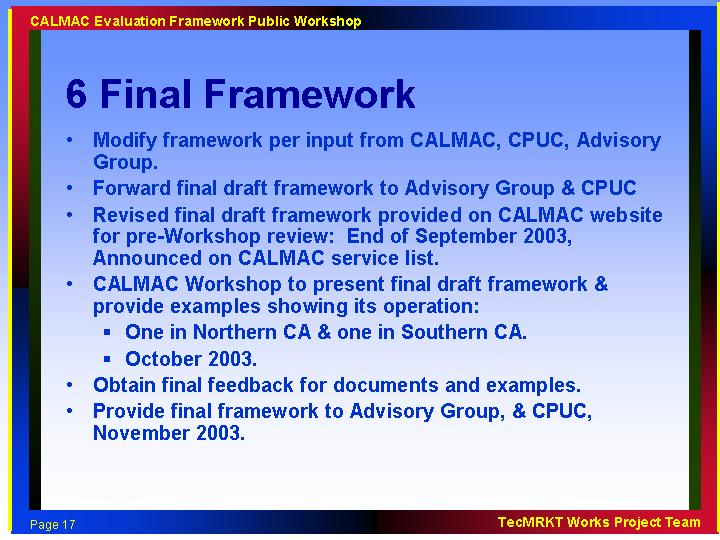 CALMAC Evaluation Framework Public Workshop
6 Final Framework
• Modify framework per input from CALMAC, CPUC, Advisory
Group.
• Forward final draft framework to Advisory Group & CPUC
• Revised final draft framework provided on CALMAC website
for pre-Workshop review: End of September 2003,
Announced on CALMAC service list.
• CALMAC Workshop to present final draft framework &
provide examples showing its operation:
▪ One in Northern CA & one in Southern CA.
▪ October 2003.
• Obtain final feedback for documents and examples.
• Provide final framework to Advisory Group, & CPUC,
November 2003.
Page 17
TecMRKT Works Project Team